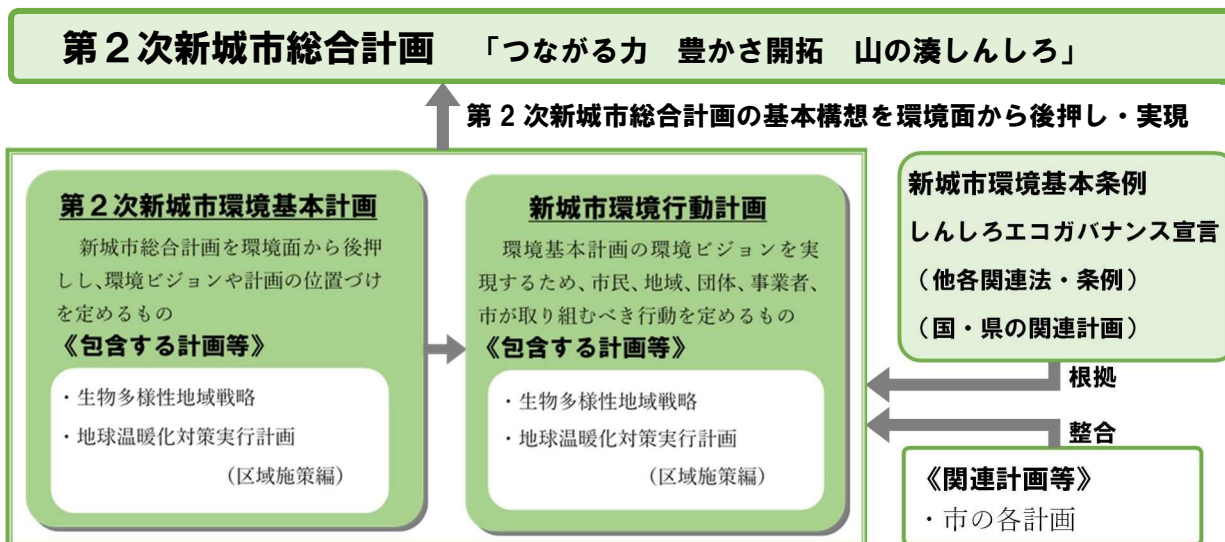 第２次新城市総合計画 「つながる力 豊かさ開拓 山の湊しんしろ」
第 2 次新城市総合計画の基本構想を環境面から後押し・実現
第２次新城市環境基本計画
新城市総合計画を環境面から後押
しし、環境ビジョンや計画の位置づけ
を定めるもの
《包含する計画等》
・生物多様性地域戦略
・地球温暖化対策実行計画
（区域施策編）
新城市環境行動計画
環境基本計画の環境ビジョンを実
現するため、市民、地域、団体、事業者、
市が取り組むべき行動を定めるもの
《包含する計画等》
・生物多様性地域戦略
・地球温暖化対策実行計画
（区域施策編）
新城市環境基本条例
しんしろエコガバナンス宣言
（他各関連法・条例）
（国・県の関連計画）
根拠
整合
《関連計画等》
・市の各計画